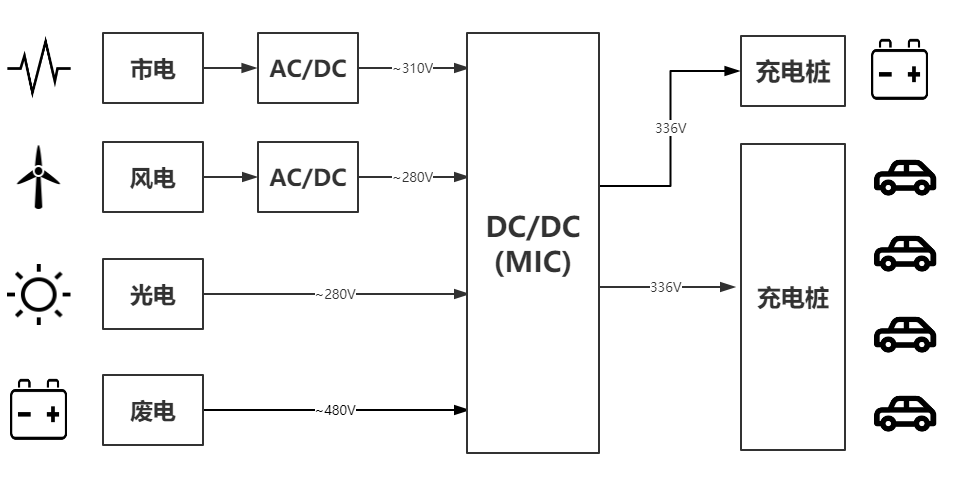 市电
AC/DC
~310V
风电
AC/DC
~280V
光电
~280V
废电
~480V
DC/DC
(MIC)
336V
充电桩
336V
充电桩